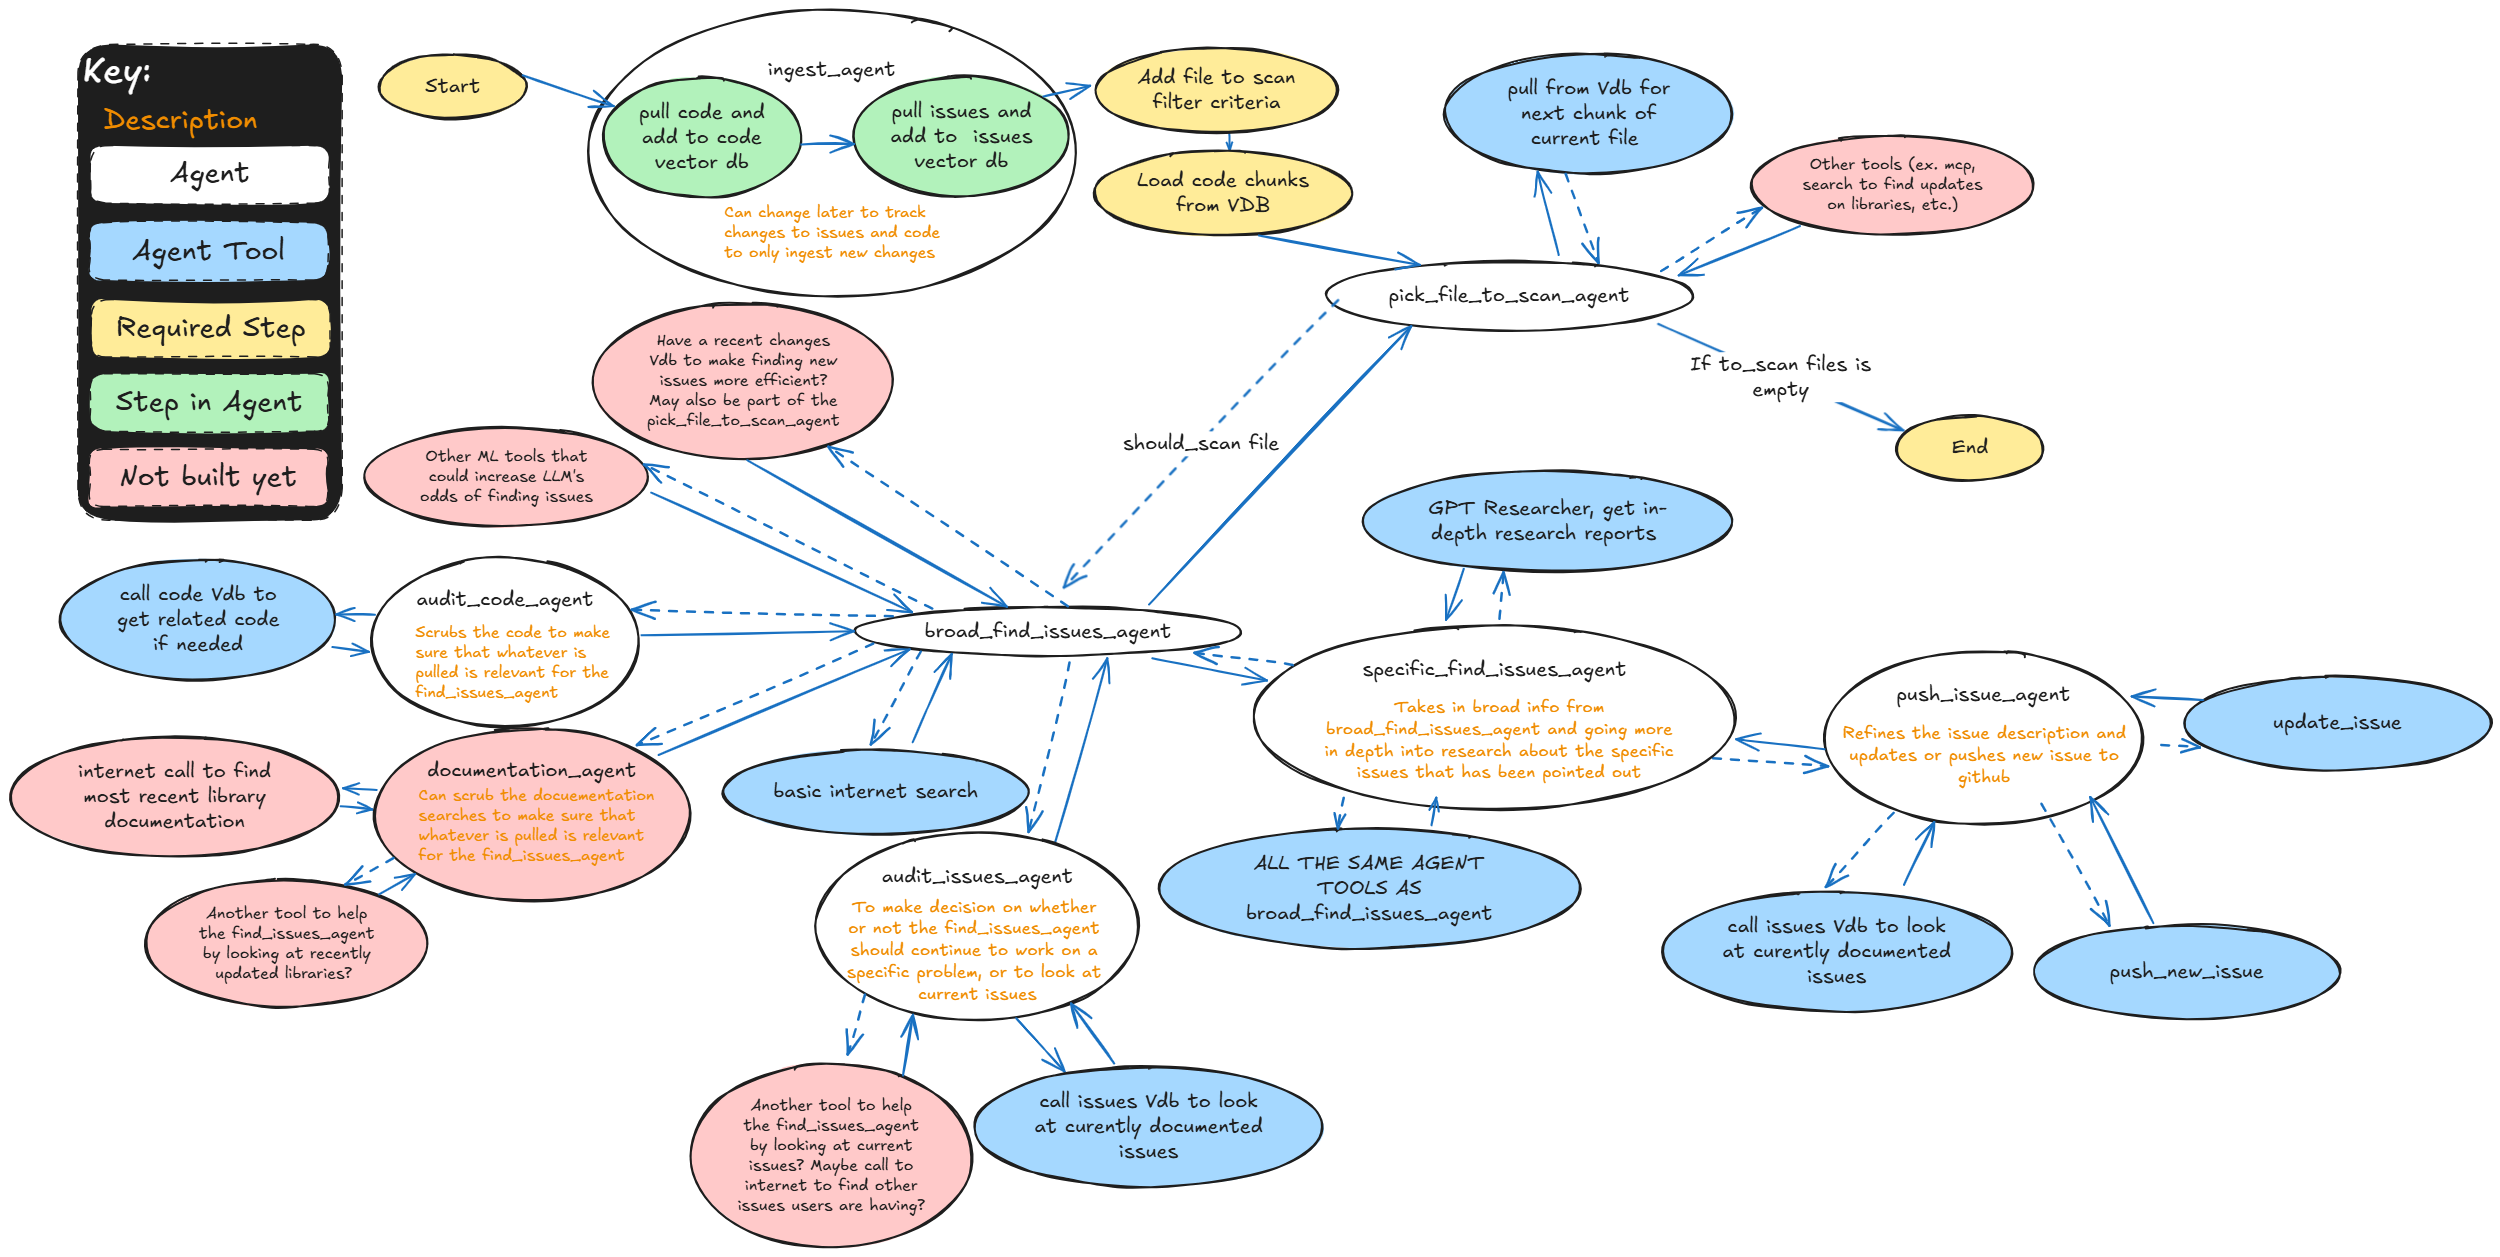 Key:
Description
Agent
Agent Tool
Required Step
Step in Agent
Not built yet
Start
ingest_agent
pull code and
add to code
vector db
pull issues and
add to issues
vector db
Can change later to track
changes to issues and code
to only ingest new changes
Add file to scan
filter criteria
Load code chunks
from VDB
pull from Vdb for
next chunk of
current file
Other tools (ex. mcp,
search to find updates
on libraries, etc.)
pick_file_to_scan_agent
If to_scan files is
empty
End
should_scan file
Have a recent changes
Vdb to make finding new
issues more efficient?
May also be part of the
pick_file_to_scan_agent
Other ML tools that
could increase LLM's
odds of finding issues
call code Vdb to
get related code
if needed
audit_code_agent
Scrubs the code to make
sure that whatever is
pulled is relevant for the
find_issues_agent
broad_find_issues_agent
GPT Researcher, get in-
depth research reports
specific_find_issues_agent
Takes in broad info from
broad_find_issues_agent and going more
in depth into research about the specific
issues that has been pointed out
push_issue_agent
Refines the issue description and
updates or pushes new issue to
github
update_issue
internet call to find
most recent library
documentation
documentation_agent
Can scrub the docuementation
searches to make sure that
whatever is pulled is relevant
for the find_issues_agent
Another tool to help
the find_issues_agent
by looking at recently
updated libraries?
basic internet search
audit_issues_agent
To make decision on whether
or not the find_issues_agent
should continue to work on a
specific problem, or to look at
current issues
ALL THE SAME AGENT
TOOLS AS
broad_find_issues_agent
call issues Vdb to look
at curently documented
issues
push_new_issue
Another tool to help
the find_issues_agent
by looking at current
issues? Maybe call to
internet to find other
issues users are having?
call issues Vdb to look
at curently documented
issues